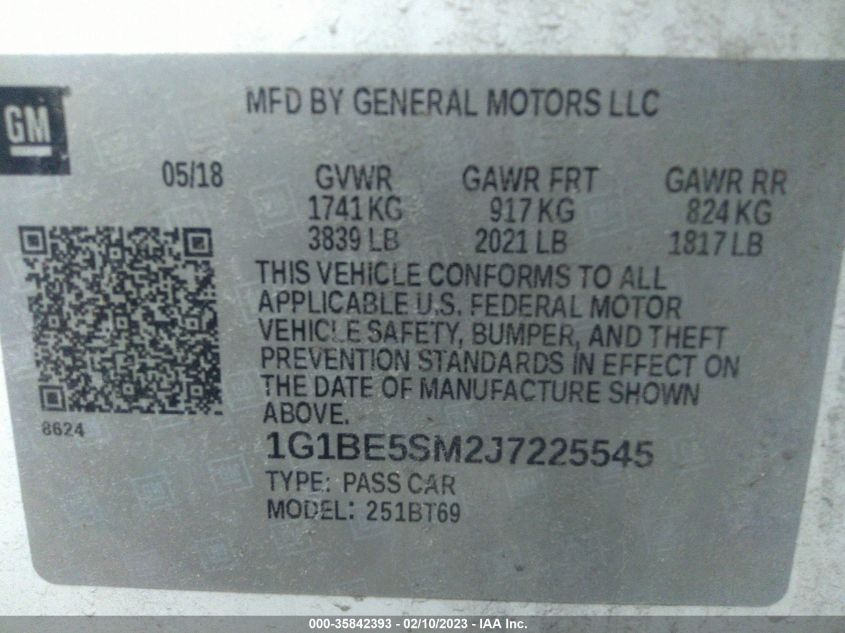 MFD BY GENERAL MOTORS LLC
GM
05/18 GVWR GAWR FRT GAWR RR
1741 KG 917 KG 824 KG
3839 LB 2021 LB 1817 LB
THIS VEHICLE CONFORMS TO ALL
APPLICABLE U.S. FEDERAL MOTOR
VEHICLE SAFETY, BUMPER, AND THEFT
PREVENTION STANDARDS IN EFFECT ON
THE DATE OF MANUFACTURE SHOWN
ABOVE.
8624
1G1BE5SM2J7225545
TYPE: PASS CAR
MODEL: 251BT69
000-35842393 - 02/10/2023 - IAA Inc.